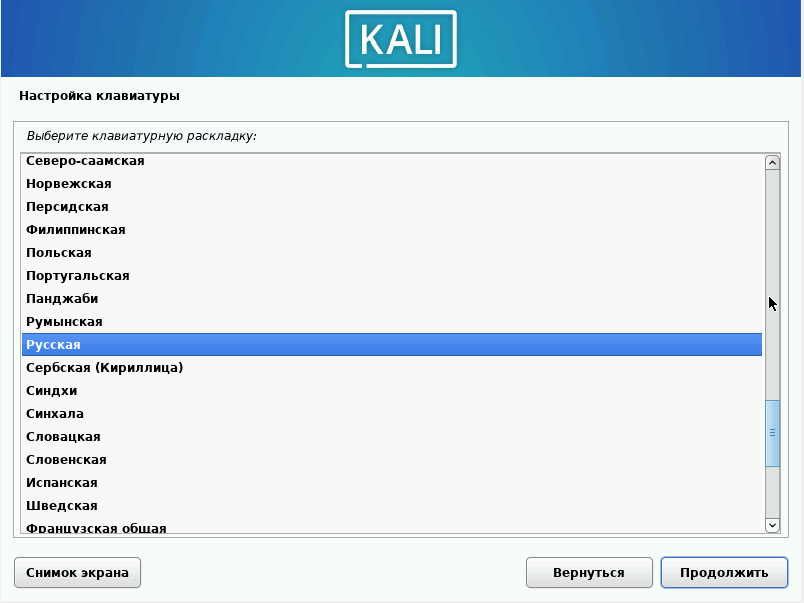 KALI
Настройка клавиатуры
Выберите клавиатурную раскладку:
Северо-саамская
Норвежская
Персидская
Филиппинская
Польская
Португальская
Панджаби
Румынская
Русская
Сербская (Кириллица)
Синдхи
Синхала
Словацкая
Словенская
Испанская
Шведская
Французская общая
Снимок экрана
Вернуться
Продолжить